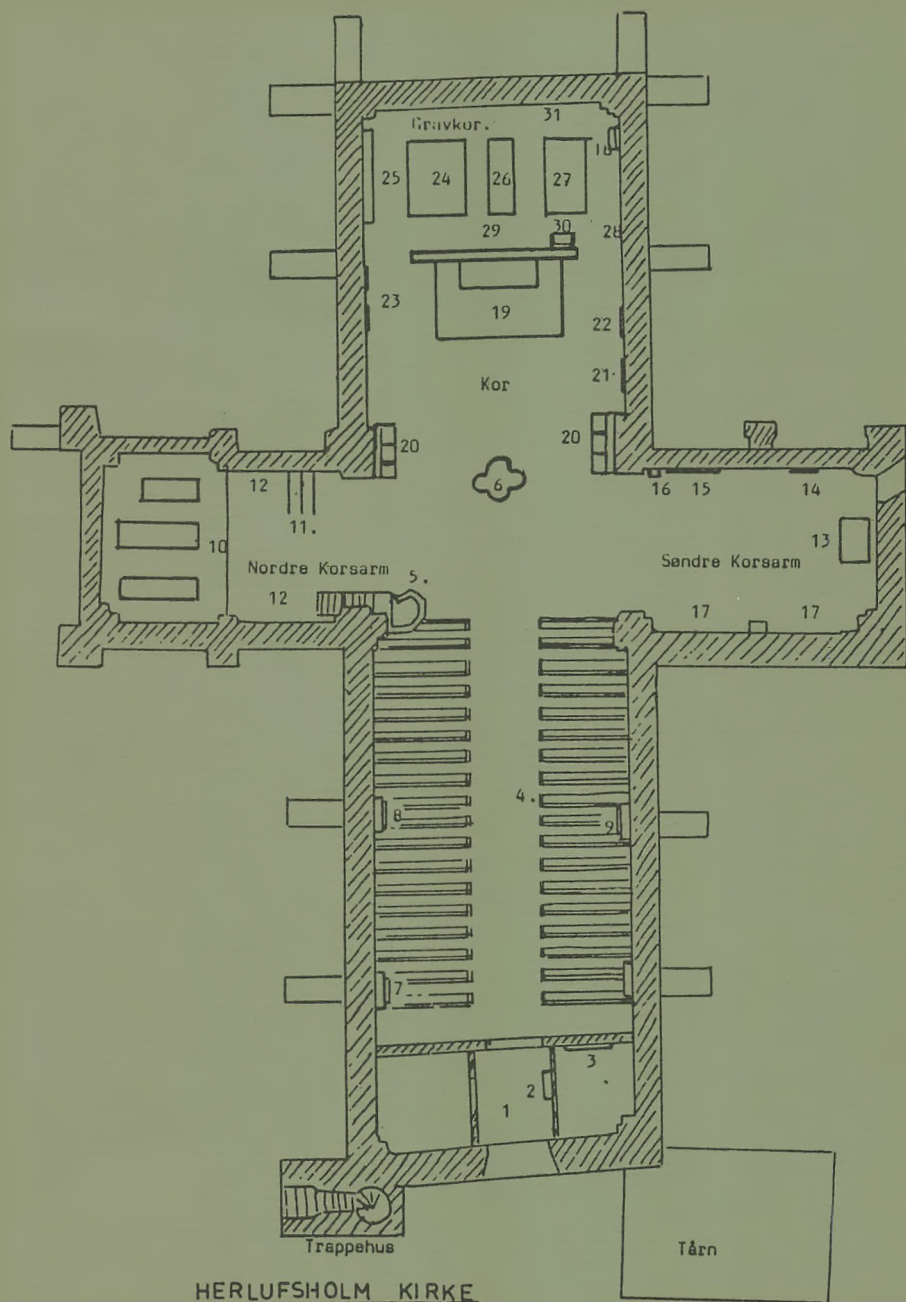 31
Gravkor.
18
25 24 26 27
29 30 28
23
19 22
21.
Kor
20 20
6
12 16 15 14
11.
10 13
Nordre Korsarm Søndre Korsarm
5.
12 17 17
4.
8 9
7
3
2
1
Trappehus
Tårn
HERLUFSHOLM KIRKE